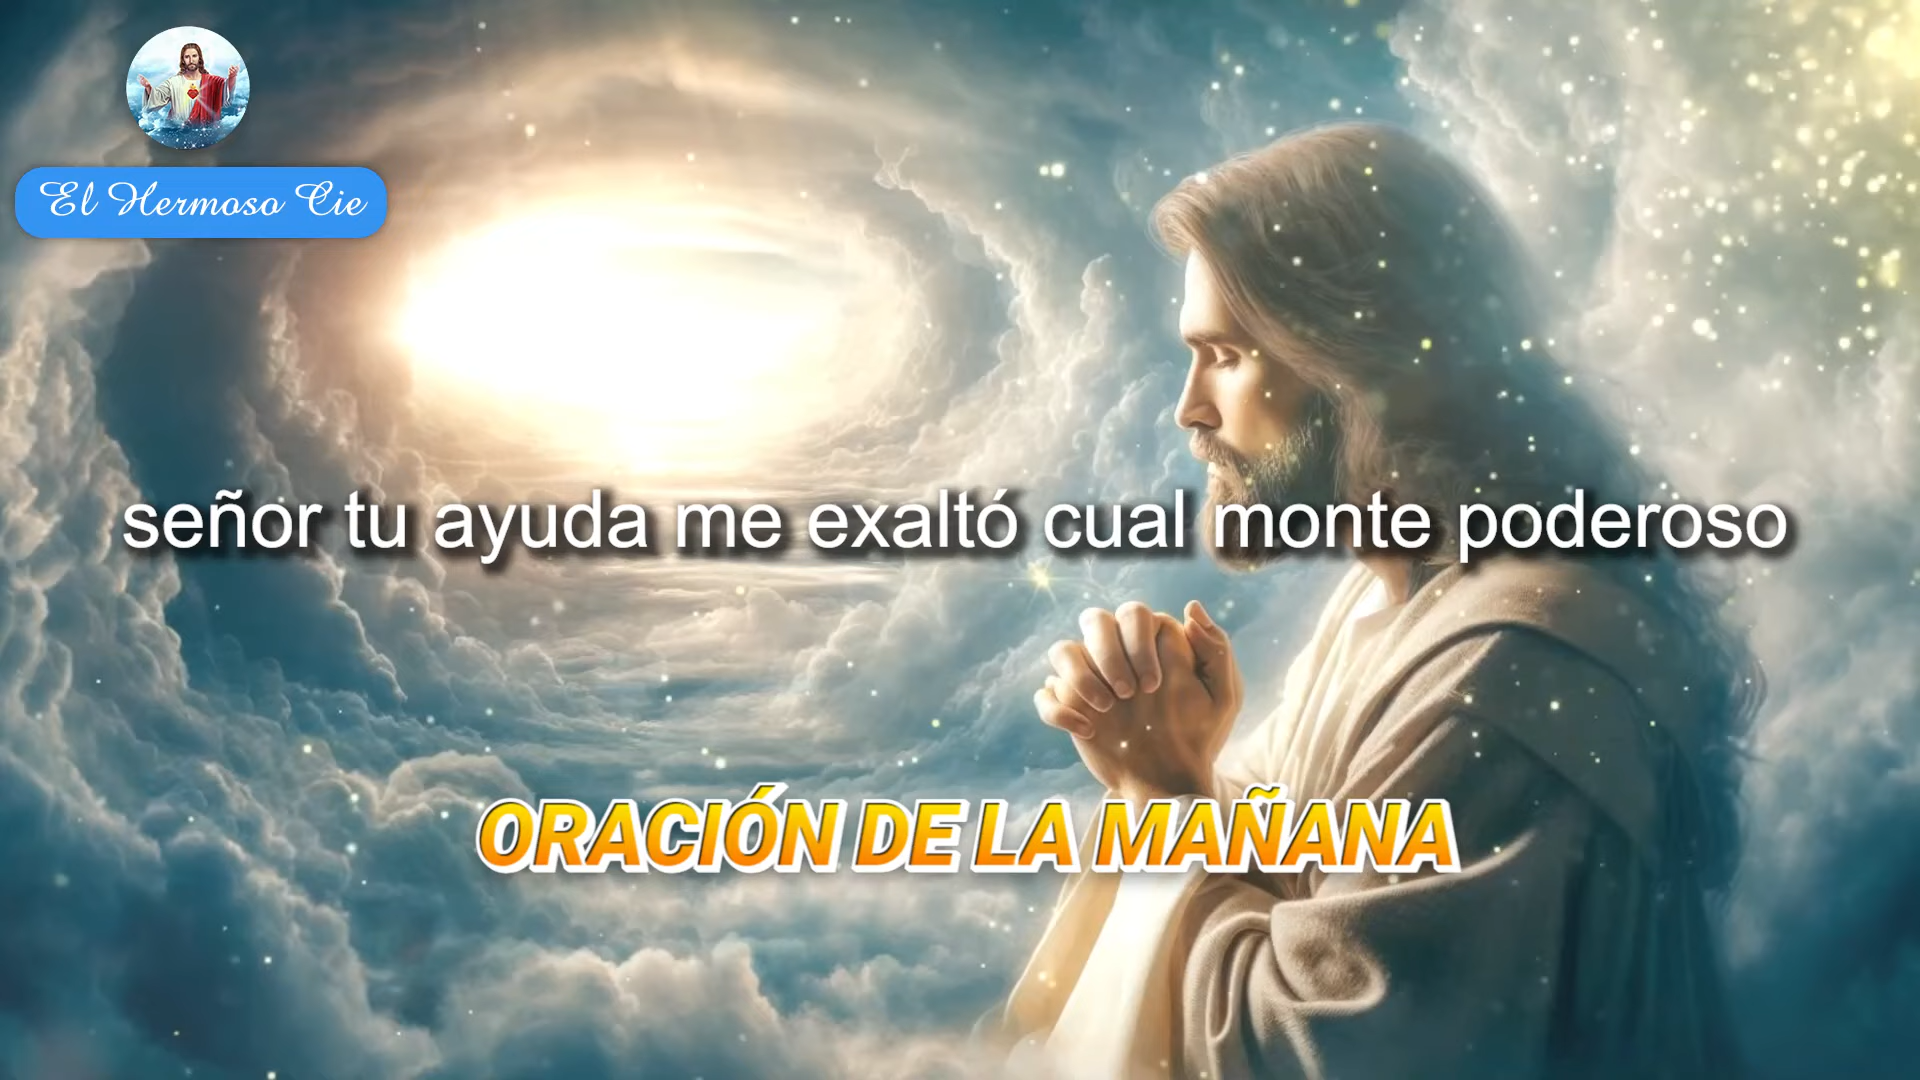 El Hermoso Cie
señor tu ayuda me exaltó cual monte poderoso
ORACIÓN DE LA MAÑANA